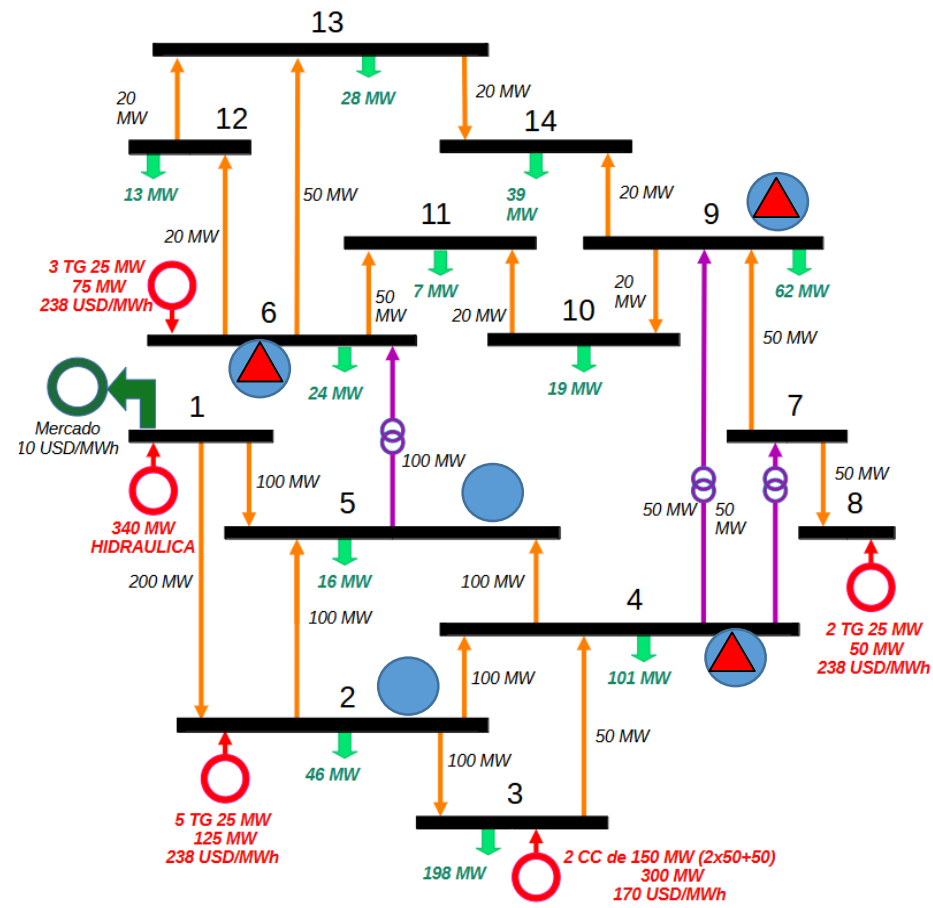 13
20
MW
28 MW
20 MW
12
14
13 MW
50 MW
39
MW
20 MW
20 MW
11
9
3 TG 25 MW
75 MW
238 USD/MWh
6
50
MW
7 MW
20 MW
10
20
MW
62 MW
50 MW
24 MW
19 MW
Mercado
10 USD/MWh
1
7
100 MW
100 MW
50 MW
340 MW
HIDRAULICA
5
50 MW
50
MW
8
200 MW
16 MW
100 MW
100 MW
4
2 TG 25 MW
50 MW
238 USD/MWh
101 MW
2
100 MW
50 MW
46 MW
100 MW
3
5 TG 25 MW
125 MW
238 USD/MWh
198 MW
2 CC de 150 MW (2x50+50)
300 MW
170 USD/MWh